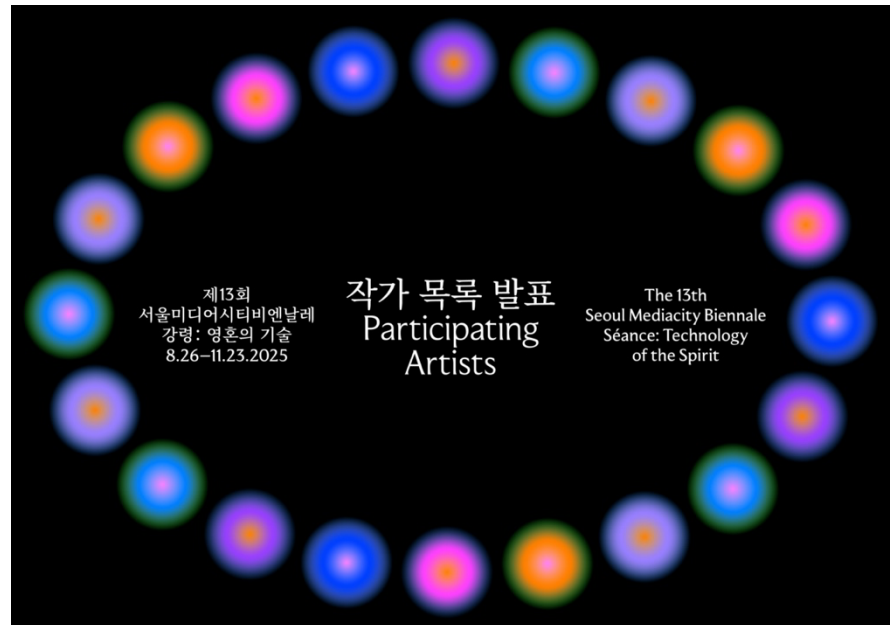 제13회
서울미디어시티비엔날레
강령: 영혼의 기술
8.26–11.23.2025
작가 목록 발표
Participating
Artists
The 13th
Seoul Mediacity Biennale
Séance: Technology
of the Spirit